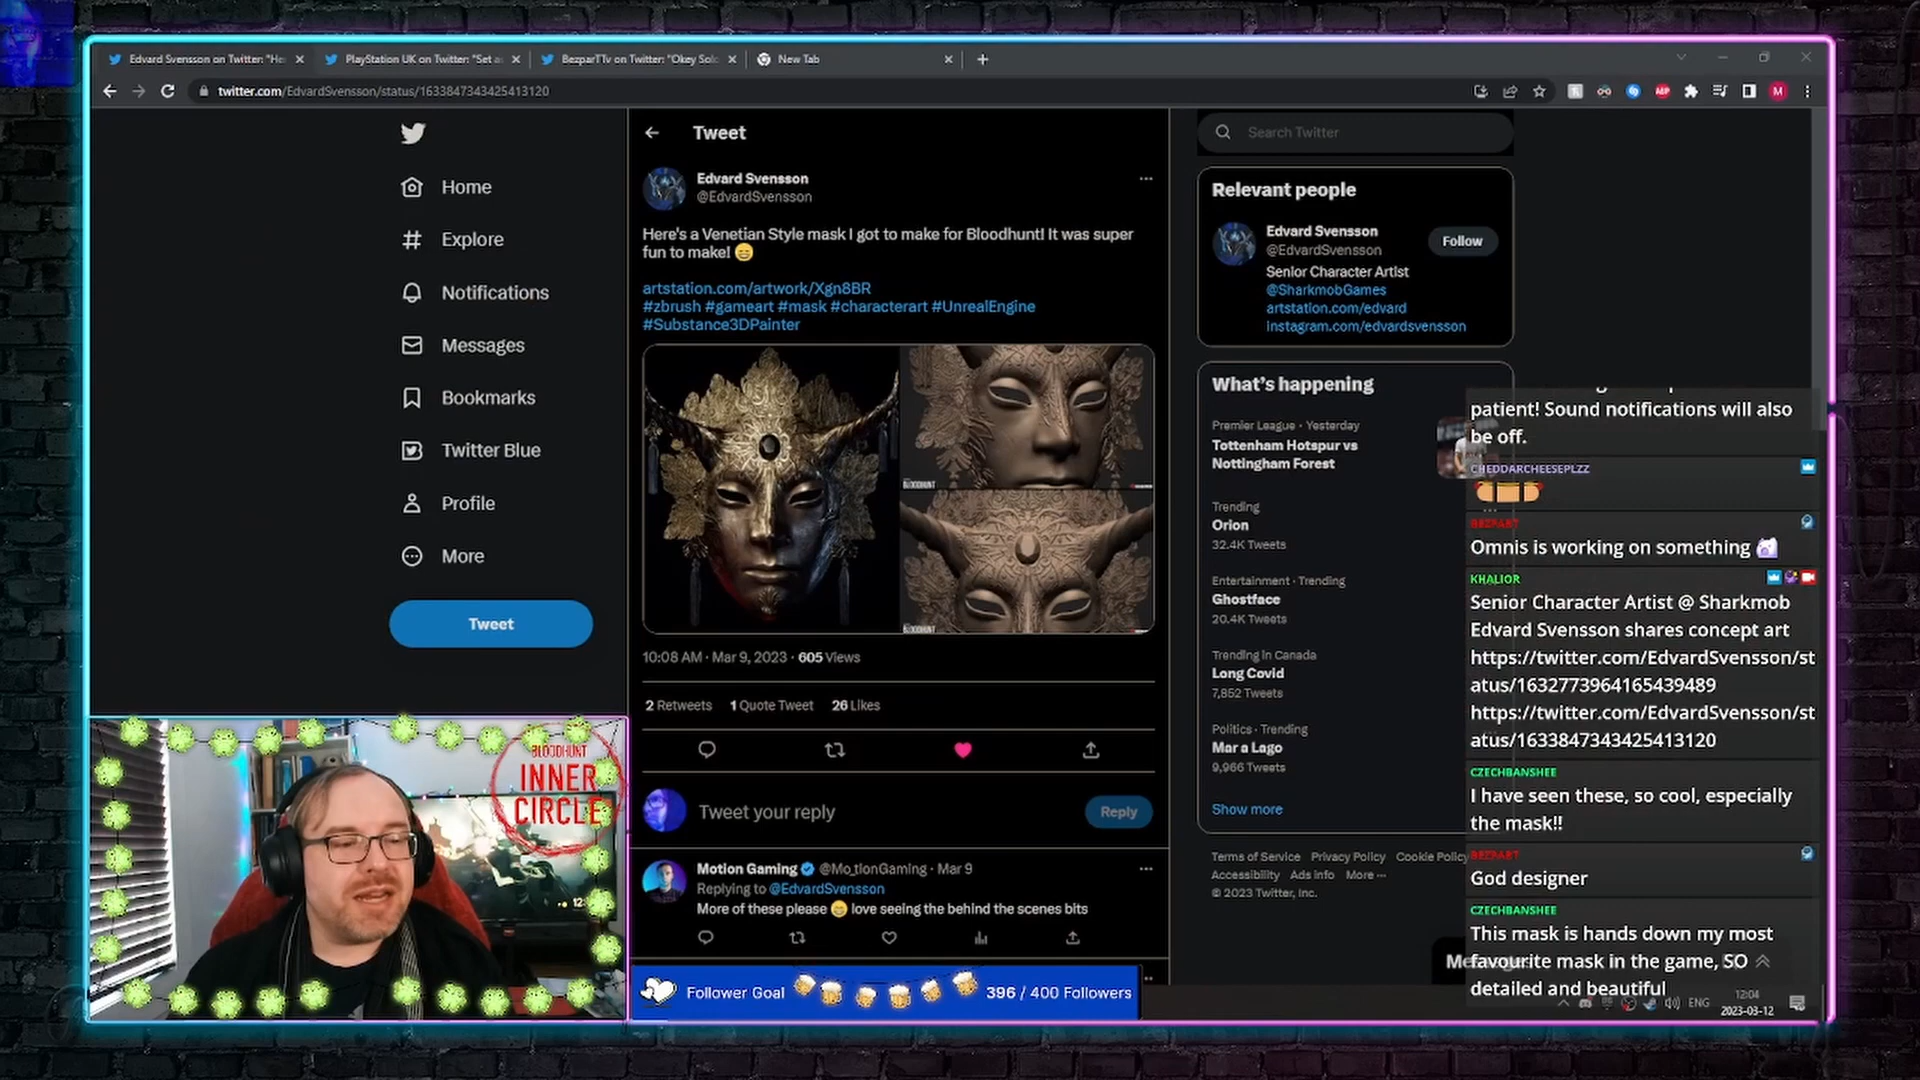 Edvard Svensson on Twitter: "He
PlayStation UK on Twitter: "Set a
BezparTTv on Twitter: "Okey Solo
New Tab
twitter.com/EdvardSvensson/status/1633847343425413120
ABP
M
Home
Explore
Notifications
Messages
Bookmarks
Twitter Blue
Profile
More
Tweet
Tweet
Edvard Svensson
@EdvardSvensson
Here's a Venetian Style mask I got to make for Bloodhunt! It was super
fun to make! 😄
artstation.com/artwork/Xgn8BR
#zbrush #gameart #mask #characterart #UnrealEngine
#Substance3DPainter
BLOODHUNT
BLOODHUNT
10:08 AM · Mar 9, 2023 · 605 Views
2 Retweets 1 Quote Tweet 26 Likes
Tweet your reply
Reply
Motion Gaming @Mo_tionGaming · Mar 9
Replying to @EdvardSvensson
More of these please 😄 love seeing the behind the scenes bits
Search Twitter
Relevant people
Edvard Svensson
@EdvardSvensson
Follow
Senior Character Artist
@SharkmobGames
artstation.com/edvard
instagram.com/edvardsvensson
What's happening
Premier League · Yesterday
Tottenham Hotspur vs
Nottingham Forest
Trending
Orion
32.4K Tweets
Entertainment · Trending
Ghostface
20.4K Tweets
Trending in Canada
Long Covid
7,852 Tweets
Politics · Trending
Mar a Lago
9,966 Tweets
Show more
Terms of Service Privacy Policy Cookie Policy
Accessibility Ads info More ···
© 2023 Twitter, Inc.
patient! Sound notifications will also
be off.
CHEDDARCHEESEPLZZ
BEZPART
Omnis is working on something
KHALIOR
Senior Character Artist @ Sharkmob
Edvard Svensson shares concept art
https://twitter.com/EdvardSvensson/st
atus/1632773964165439489
https://twitter.com/EdvardSvensson/st
atus/1633847343425413120
CZECHBANSHEE
I have seen these, so cool, especially
the mask!!
BEZPART
God designer
CZECHBANSHEE
This mask is hands down my most
favourite mask in the game, SO
detailed and beautiful
ENG
12:04
2023-03-12
BLOODHUNT
INNER
CIRCLE
Follower Goal
396 / 400 Followers